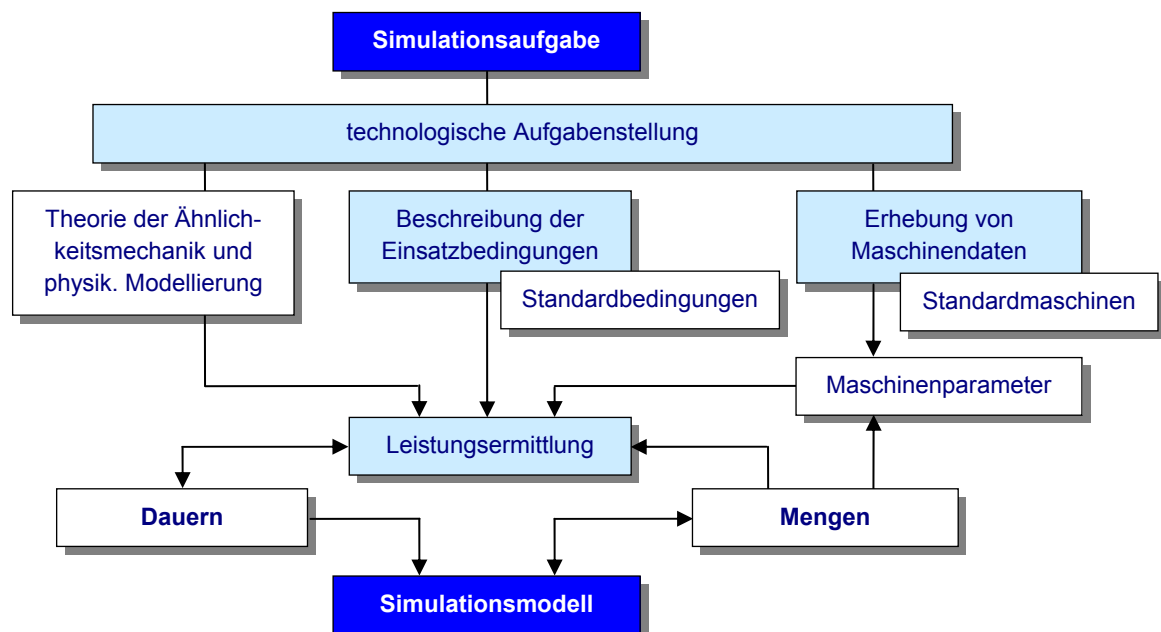 Simulationsaufgabe
technologische Aufgabenstellung
Theorie der Ähnlich-
keitsmechanik und
physik. Modellierung
Beschreibung der
Einsatzbedingungen
Standardbedingungen
Erhebung von
Maschinendaten
Standardmaschinen
Maschinenparameter
Leistungsermittlung
Dauern
Mengen
Simulationsmodell